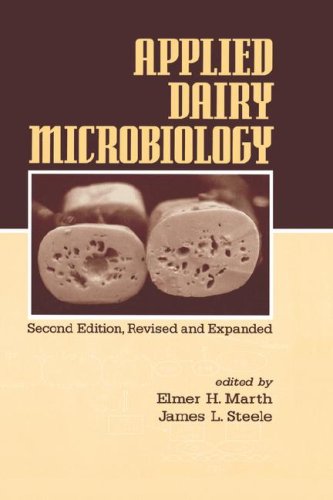 APPLIED
DAIRY
MICROBIOLOGY
Second Edition, Revised and Expanded
edited by
Elmer H. Marth
James L. Steele